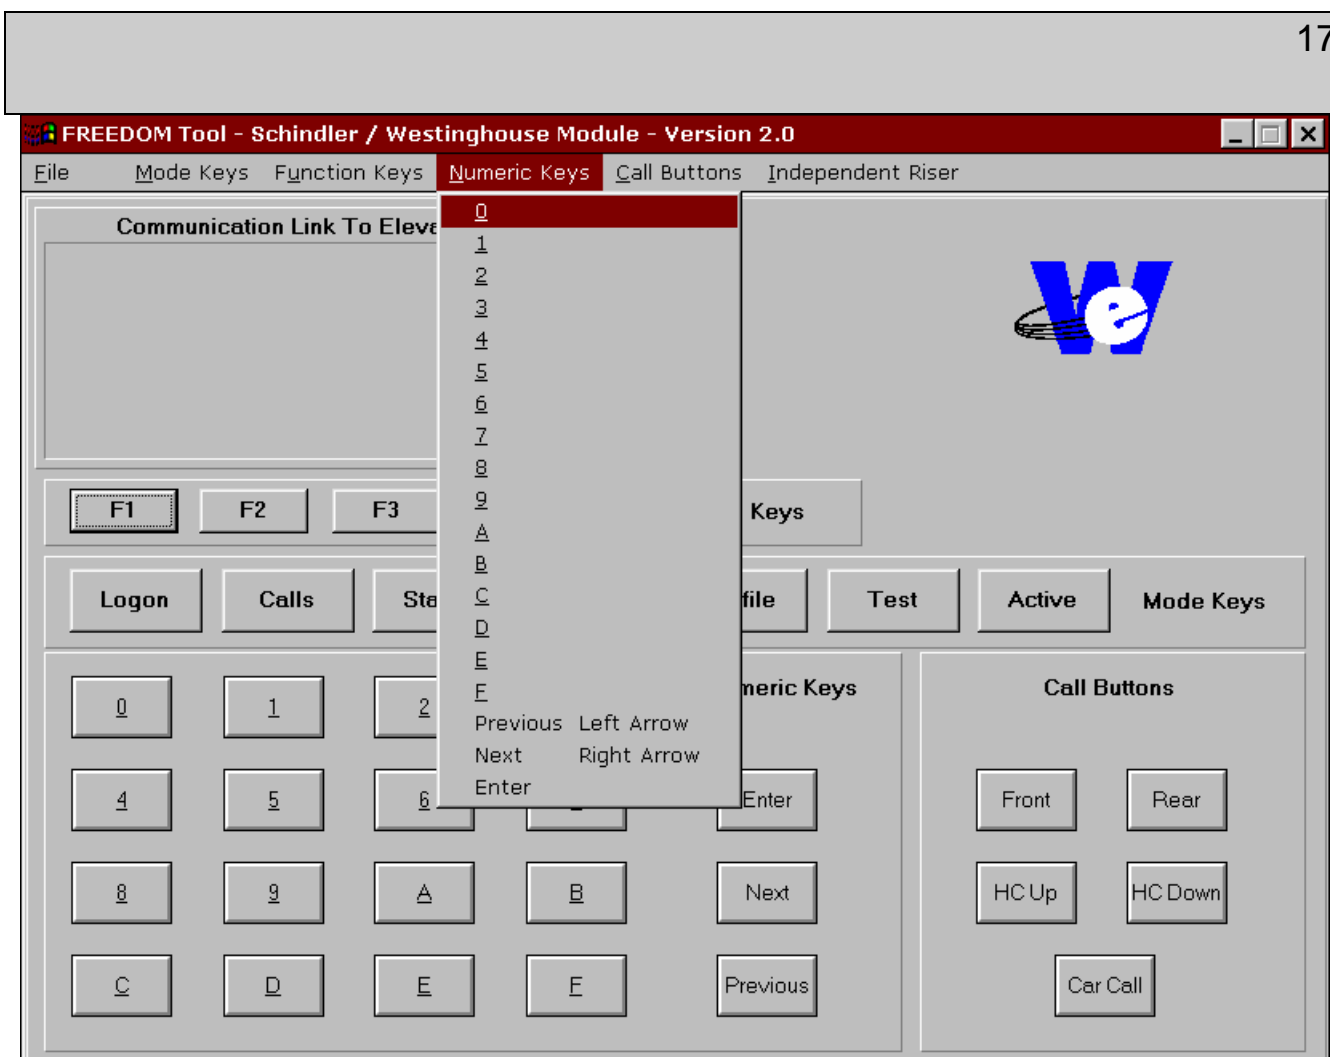 17
FREEDOM Tool - Schindler / Westinghouse Module - Version 2.0
File Mode Keys Function Keys Numeric Keys Call Buttons Independent Riser
Communication Link To Eleva
0
1
2
3
4
5
6
7
8
9
A
B
C
D
E
F
Previous Left Arrow
Next Right Arrow
Enter
e
F1 F2 F3 Keys
Logon Calls Sta file Test Active Mode Keys
meric Keys
0 1 2
4 5 6 Enter
8 9 A B Next
C D E F Previous
Call Buttons
Front Rear
HC Up HC Down
Car Call